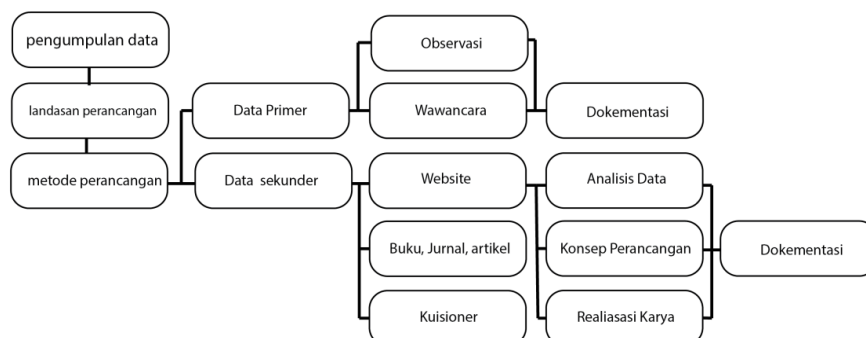 pengumpulan data
landasan perancangan
metode perancangan
Data Primer
Data sekunder
Observasi
Wawancara
Dokementasi
Website
Buku, Jurnal, artikel
Kuisioner
Analisis Data
Konsep Perancangan
Realiasasi Karya
Dokementasi